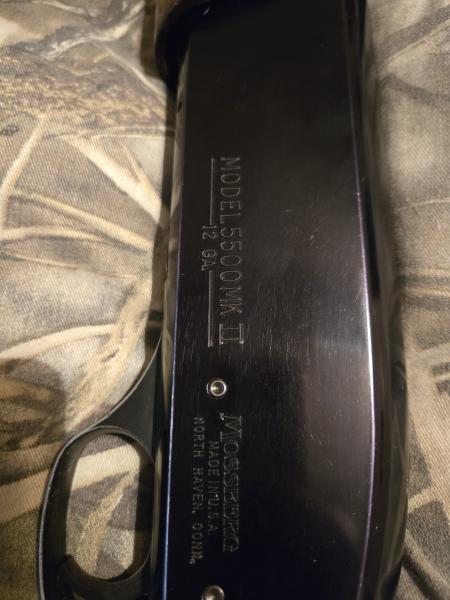 MODEL 5500 MK II
12 GA.
MOSSBERG
MADE IN U.S.A.
NORTH HAVEN, CONN.